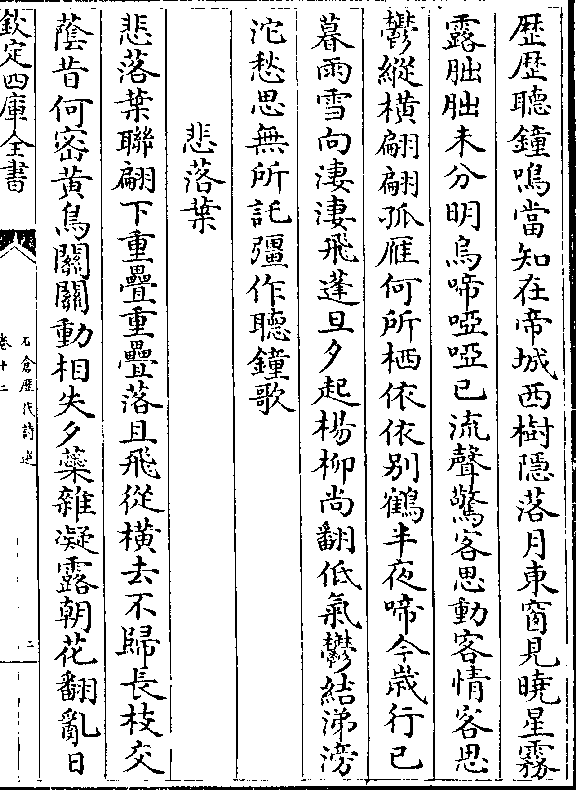 歴歴聽鐘鳴當知在帝城西樹隱落月東窗見曉星霧
露朏朏未分明烏啼啞啞已流聲驚客思動客情客思
鬱縱橫翩翩孤雁何所栖依依别鶴半夜啼今歲行已
暮雨雪向淒淒飛蓬旦夕起楊柳尚翻低氣鬱結涕滂
沱愁思無所託彊作聽鐘歌
悲落葉
悲落葉聯翩下重疊重疊落且飛從橫去不歸長枝交
蔭昔何密黄鳥關關動相失夕蘂雜凝露朝花翻亂日
欽定四庫全書
石倉歴代詩選
卷十二
二